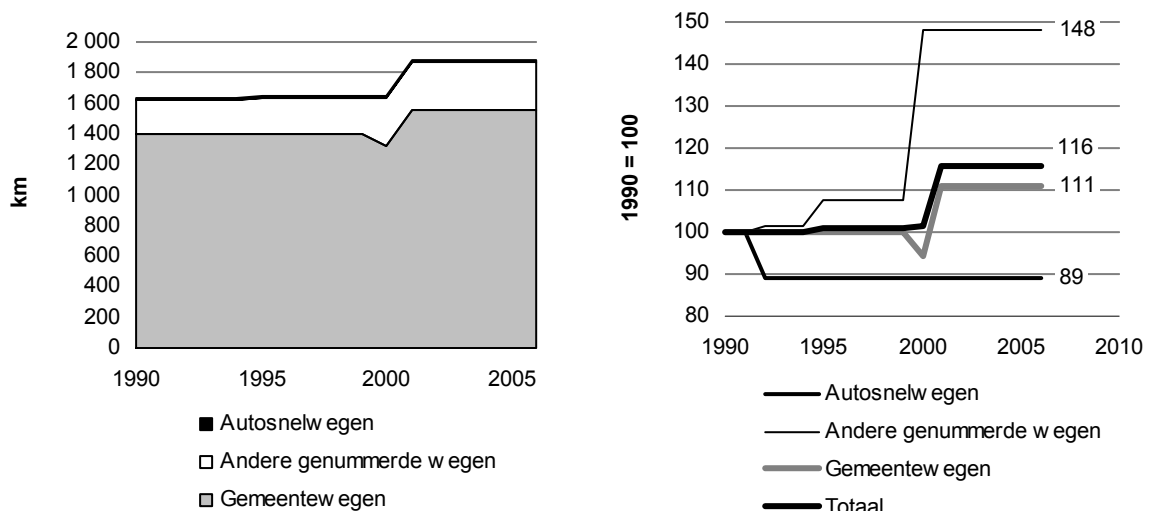 2 000
1 800
1 600
1 400
1 200
1 000
800
600
400
200
0
km
1990 1995 2000 2005
Autosnelw egen
Andere genummerde w egen
Gemeentew egen
150
140
130
120
110
100
90
80
1990 = 100
148
116
111
89
1990 1995 2000 2005 2010
Autosnelw egen
Andere genummerde w egen
Gemeentew egen
Totaal